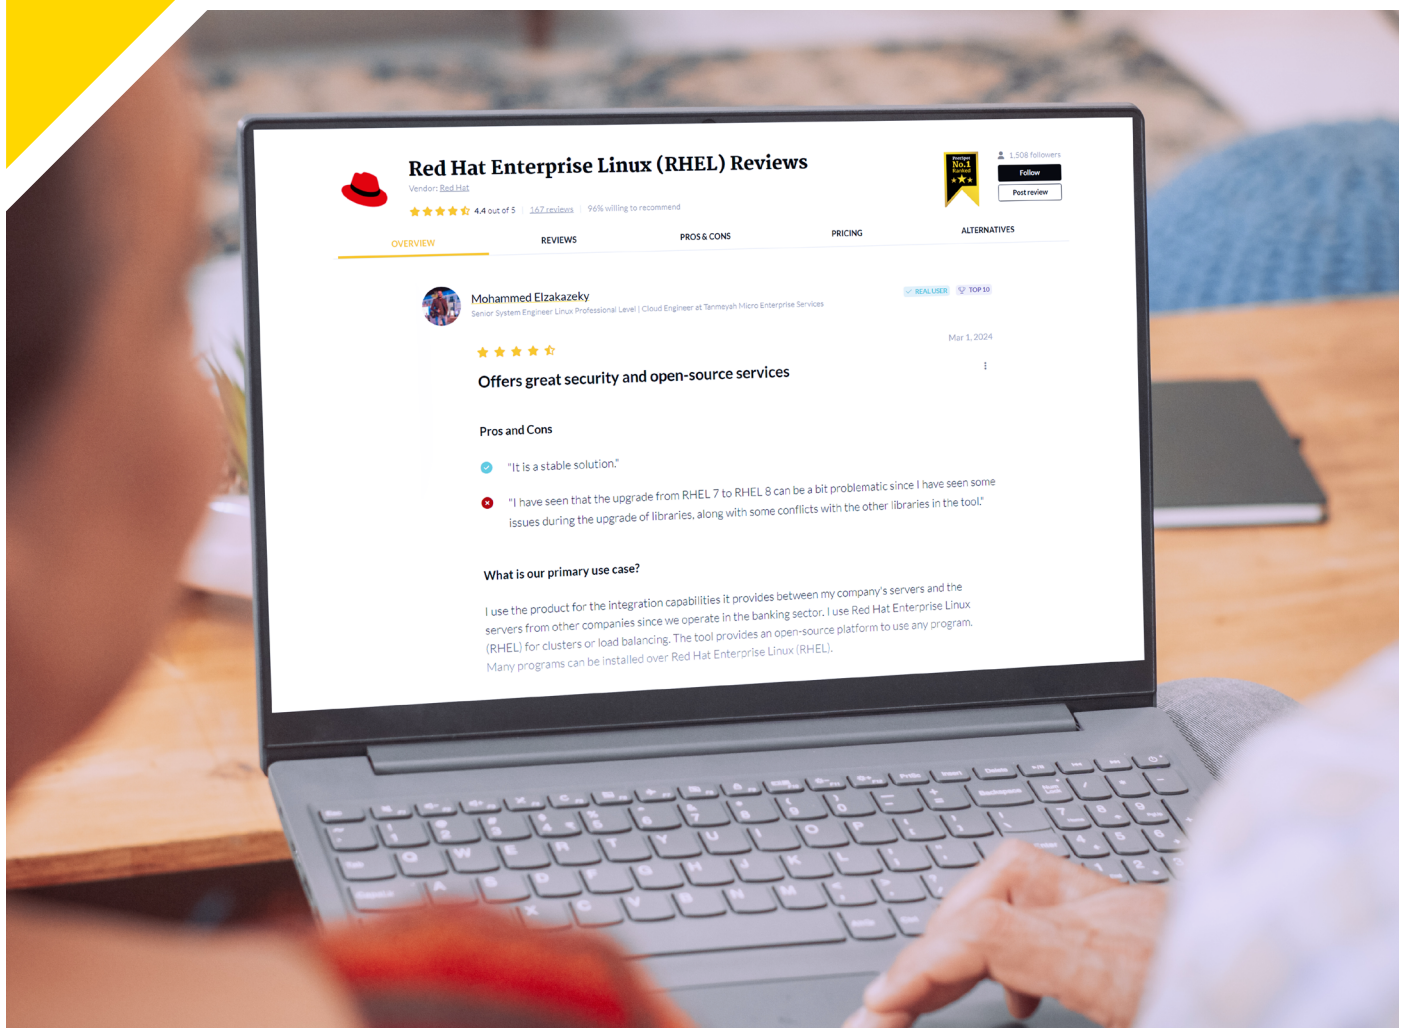 Red Hat Enterprise Linux (RHEL) Reviews
Vendor: Red Hat
4.4 out of 5 | 167 reviews | 96% willing to recommend
PeerSpot
No.1
Ranked
1,508 followers
Follow
Post review
OVERVIEW
REVIEWS
PROS & CONS
PRICING
ALTERNATIVES
Mohammed Elzakazeky
Senior System Engineer Linux Professional Level | Cloud Engineer at Termeyah Micro Enterprise Services
REAL USER
TOP 10
Mar 1, 2024
Offers great security and open-source services
Pros and Cons
"It is a stable solution."
"I have seen that the upgrade from RHEL 7 to RHEL 8 can be a bit problematic since I have seen some
issues during the upgrade of libraries, along with some conflicts with the other libraries in the tool."
What is our primary use case?
I use the product for the integration capabilities it provides between my company's servers and the
servers from other companies since we operate in the banking sector. I use Red Hat Enterprise Linux
(RHEL) for clusters or load balancing. The tool provides an open-source platform to use any program.
Many programs can be installed over Red Hat Enterprise Linux (RHEL).
Backspace
Q W E R T Y U I O P
A S D F G H J K L
X C V B N M